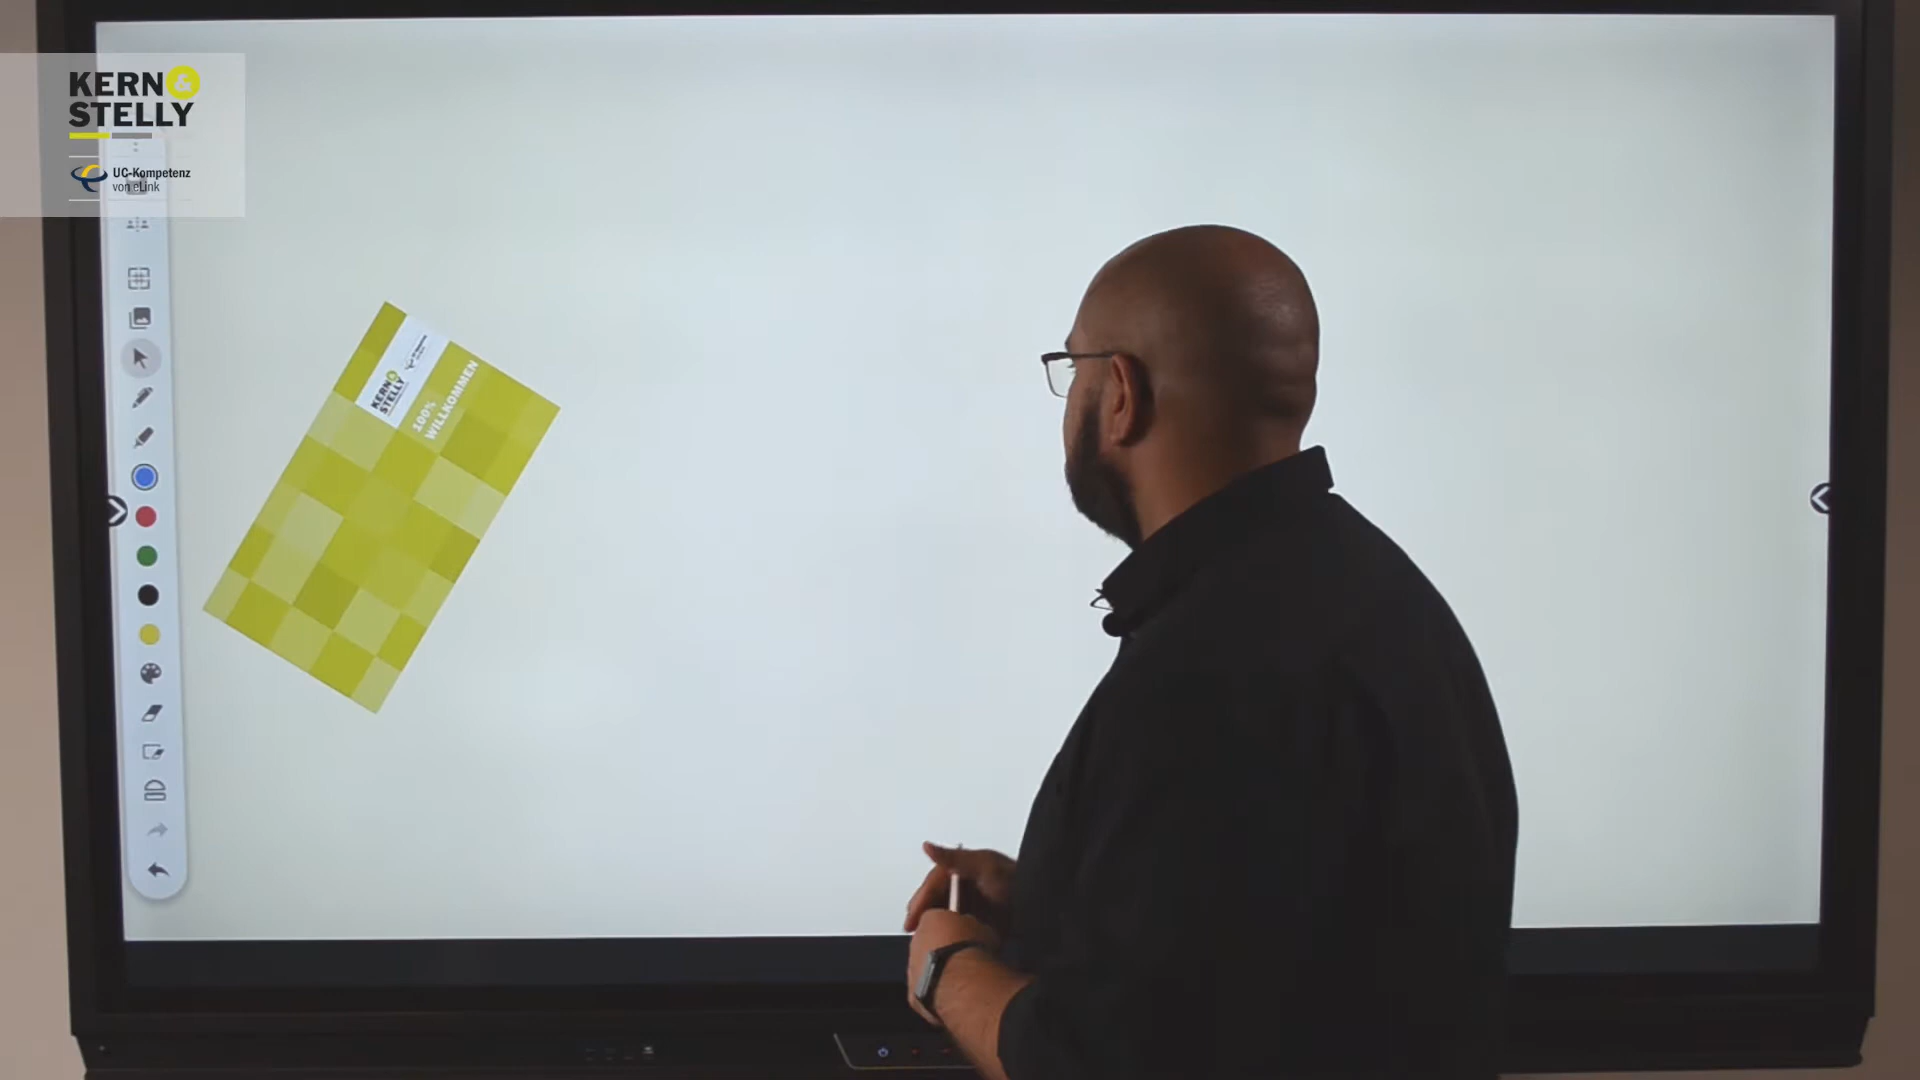 KERN &
STELLY
UC-Kompetenz
von eLink
KERN &
STELLY
100%
WILLKOMMEN